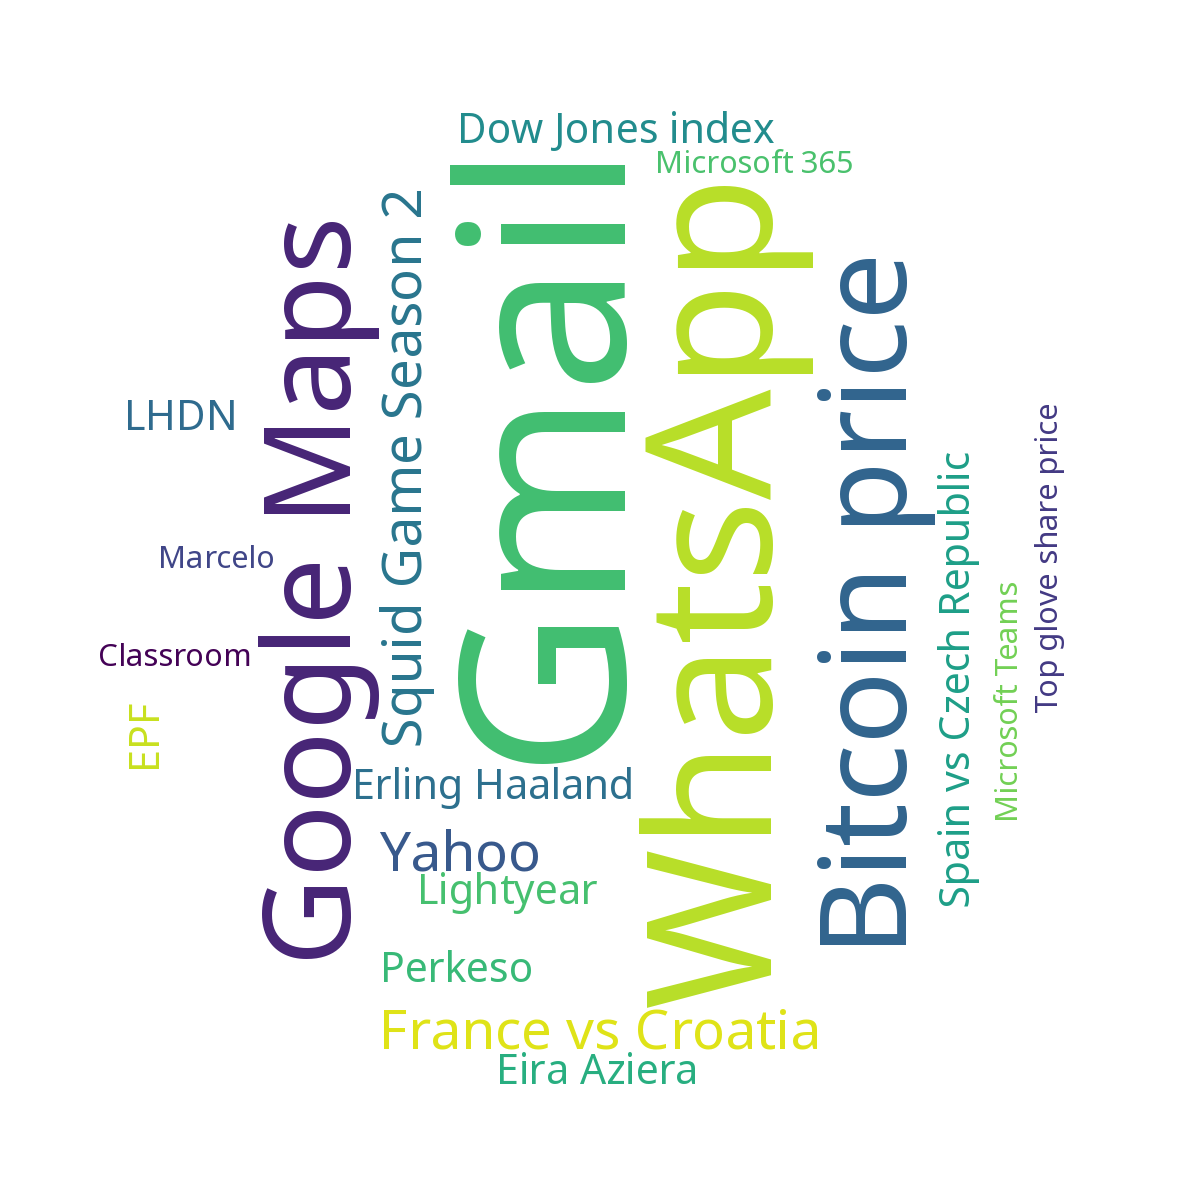 Dow Jones index
Microsoft 365
Gmail
WhatsApp
Squid Game Season 2
Google Maps
Bitcoin price
LHDN
Marcelo
Classroom
EPF
Spain vs Czech Republic
Microsoft Teams
Top glove share price
Erling Haaland
Yahoo
Lightyear
Perkeso
France vs Croatia
Eira Aziera